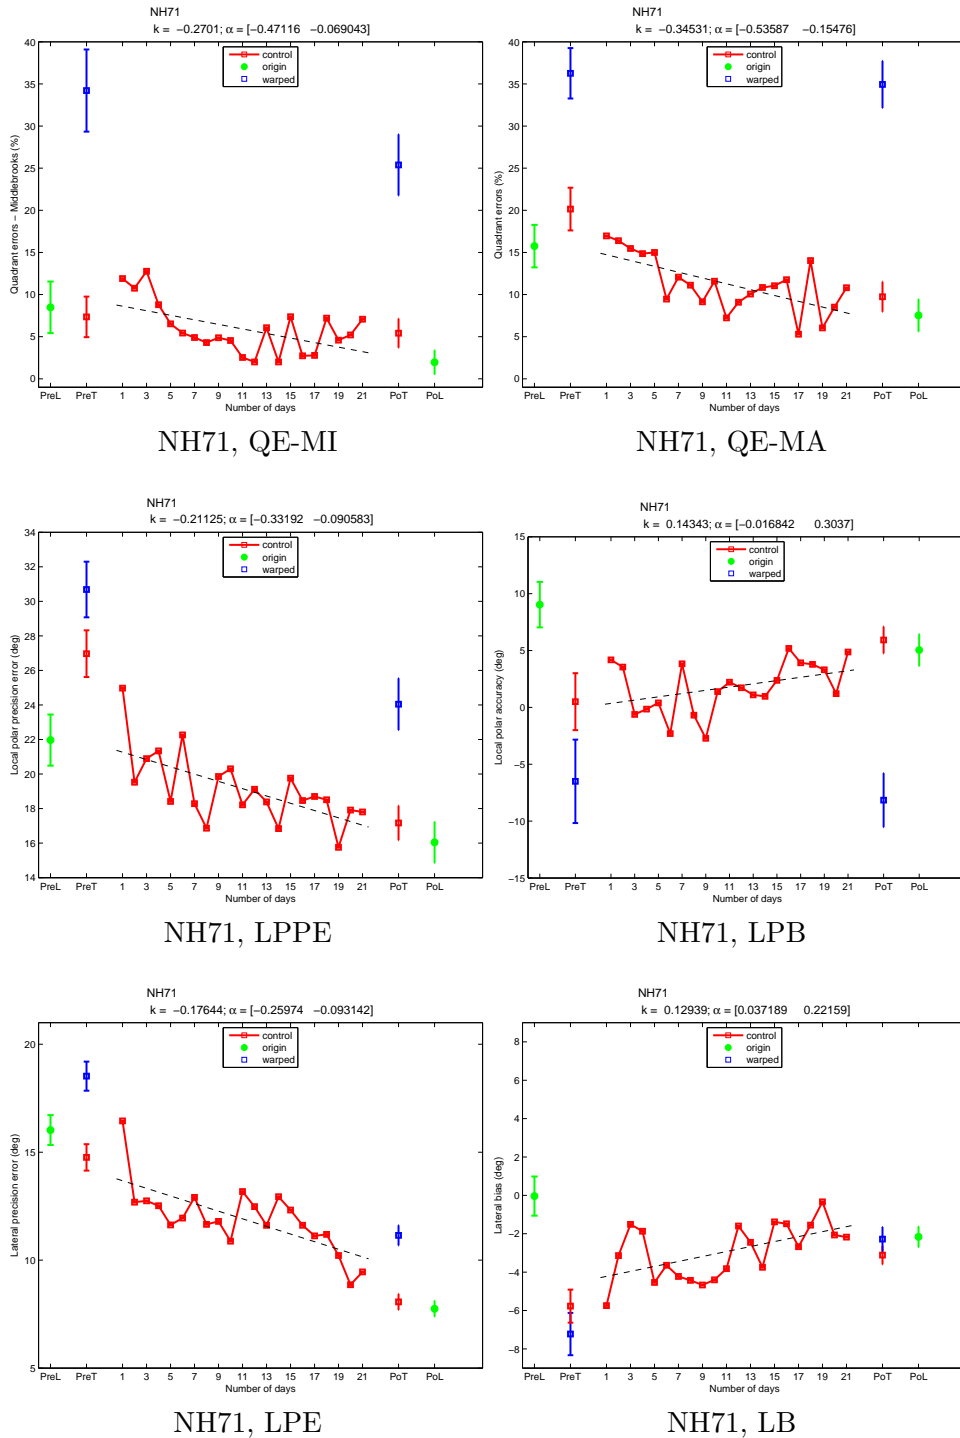 NH71
k = −0.2701; α = [−0.47116 −0.069043]
control
origin
warped
40
35
30
25
20
15
10
5
0
Quadrant errors − Middlebrooks (%)
PreL PreT 1 3 5 7 9 11 13 15 17 19 21 PoT PoL
Number of days
NH71, QE-MI
NH71
k = −0.34531; α = [−0.53587 −0.15476]
control
origin
warped
40
35
30
25
20
15
10
5
0
Quadrant errors (%)
PreL PreT 1 3 5 7 9 11 13 15 17 19 21 PoT PoL
Number of days
NH71, QE-MA
NH71
k = −0.21125; α = [−0.33192 −0.090583]
control
origin
warped
34
32
30
28
26
24
22
20
18
16
14
Local polar precision error (deg)
PreL PreT 1 3 5 7 9 11 13 15 17 19 21 PoT PoL
Number of days
NH71, LPPE
NH71
k = 0.14343; α = [−0.016842 0.3037]
control
origin
warped
15
10
5
0
−5
−10
−15
Local polar accuracy (deg)
PreL PreT 1 3 5 7 9 11 13 15 17 19 21 PoT PoL
Number of days
NH71, LPB
NH71
k = −0.17644; α = [−0.25974 −0.093142]
control
origin
warped
20
15
10
5
Lateral precision error (deg)
PreL PreT 1 3 5 7 9 11 13 15 17 19 21 PoT PoL
Number of days
NH71, LPE
NH71
k = 0.12939; α = [0.037189 0.22159]
control
origin
warped
8
6
4
2
0
−2
−4
−6
−8
Lateral bias (deg)
PreL PreT 1 3 5 7 9 11 13 15 17 19 21 PoT PoL
Number of days
NH71, LB